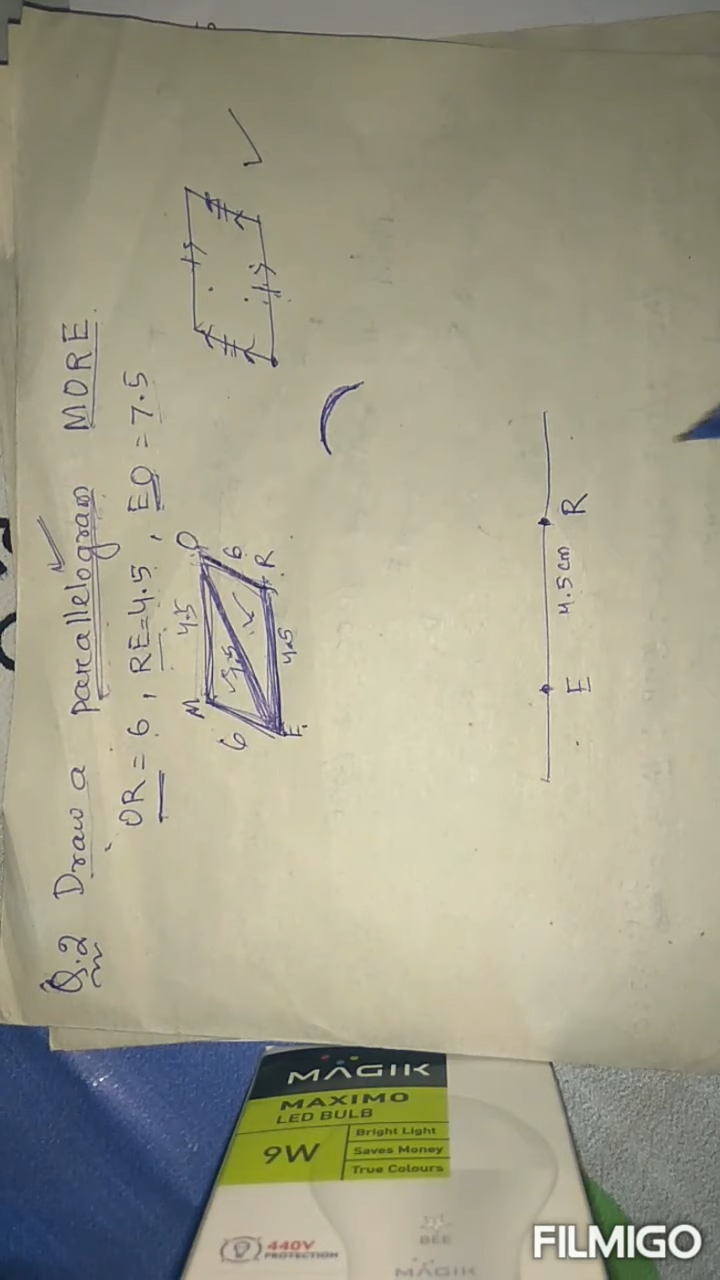 Q.2 Draw a parallelogram MORE.
OR = 6, RE = 4.5, EO = 7.5
M 4.5 O
6 7.5 6
E 4.5 R
E 4.5 cm R
MAGIK
MAXIMO
LED BULB
9W
Bright Light
Saves Money
True Colours
440V
PROTECTION
BEE
MAGIK
FILMIGO